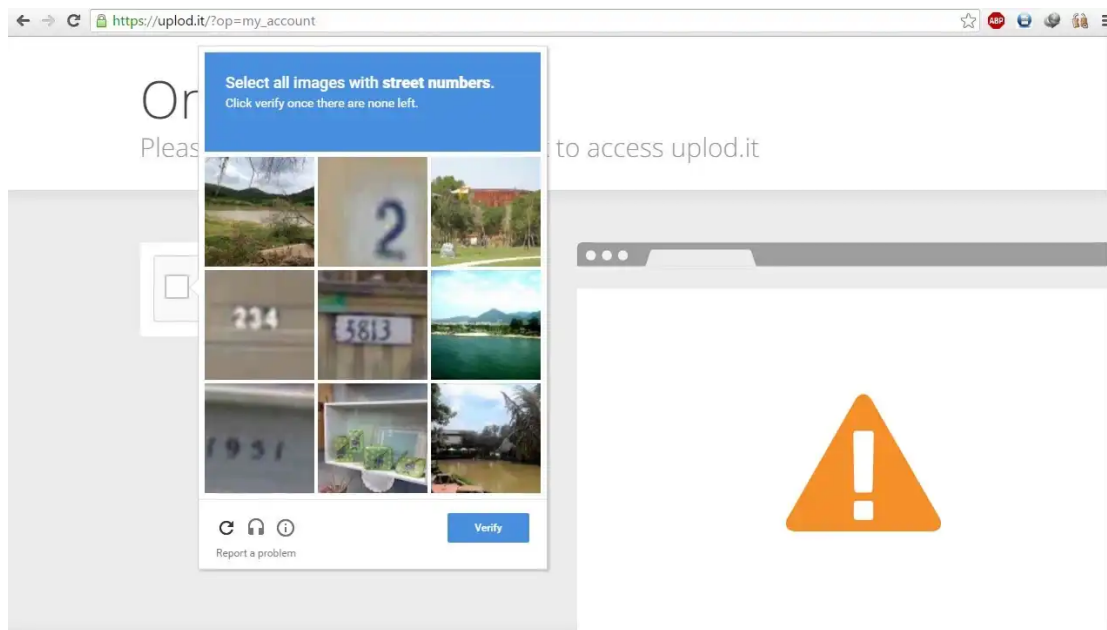 https://uplod.it/?op=my_account
ABP
Select all images with street numbers.
Click verify once there are none left.
to access uplod.it
2
234
5813
Verify
Report a problem